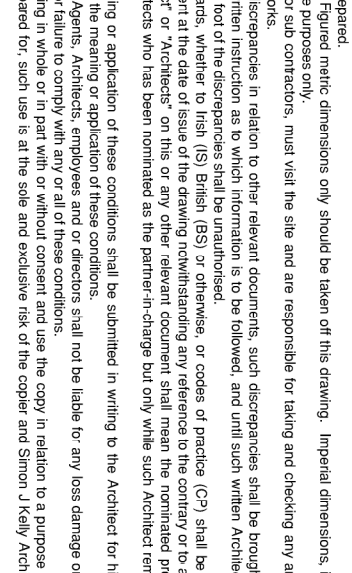 epared.
Figured metric dimensions only should be taken off this drawing. Imperial dimensions, i
e purposes only.
or sub contractors, must visit the site and are responsible for taking and checking any a
orks.
iscrepancies in relation to other relevant documents, such discrepancies shall be broug
ritten instruction as to which information is to be followed, and until such written Archite
foot of the discrepancies shall be unauthorised.
ards, whether to Irish (IS) British (BS) or otherwise, or codes of practice (CP) shall be
ent at the date of issue of the drawing notwithstanding any reference to the contrary or to a
ct" or "Architects" on this or any other relevant document shall mean the nominated pr
tects who has been nominated as the partner-in-charge but only while such Architect rem
ing or application of these conditions shall be submitted in writing to the Architect for hi
the meaning or application of these conditions.
Agents, Architects, employees and or directors shall not be liable for any loss damage o
r failure to comply with any or all of these conditions.
ing in whole or in part with or without consent and use the copy in relation to a purpose
pared for, such use is at the sole and exclusive risk of the copier and Simon J Kelly Arch